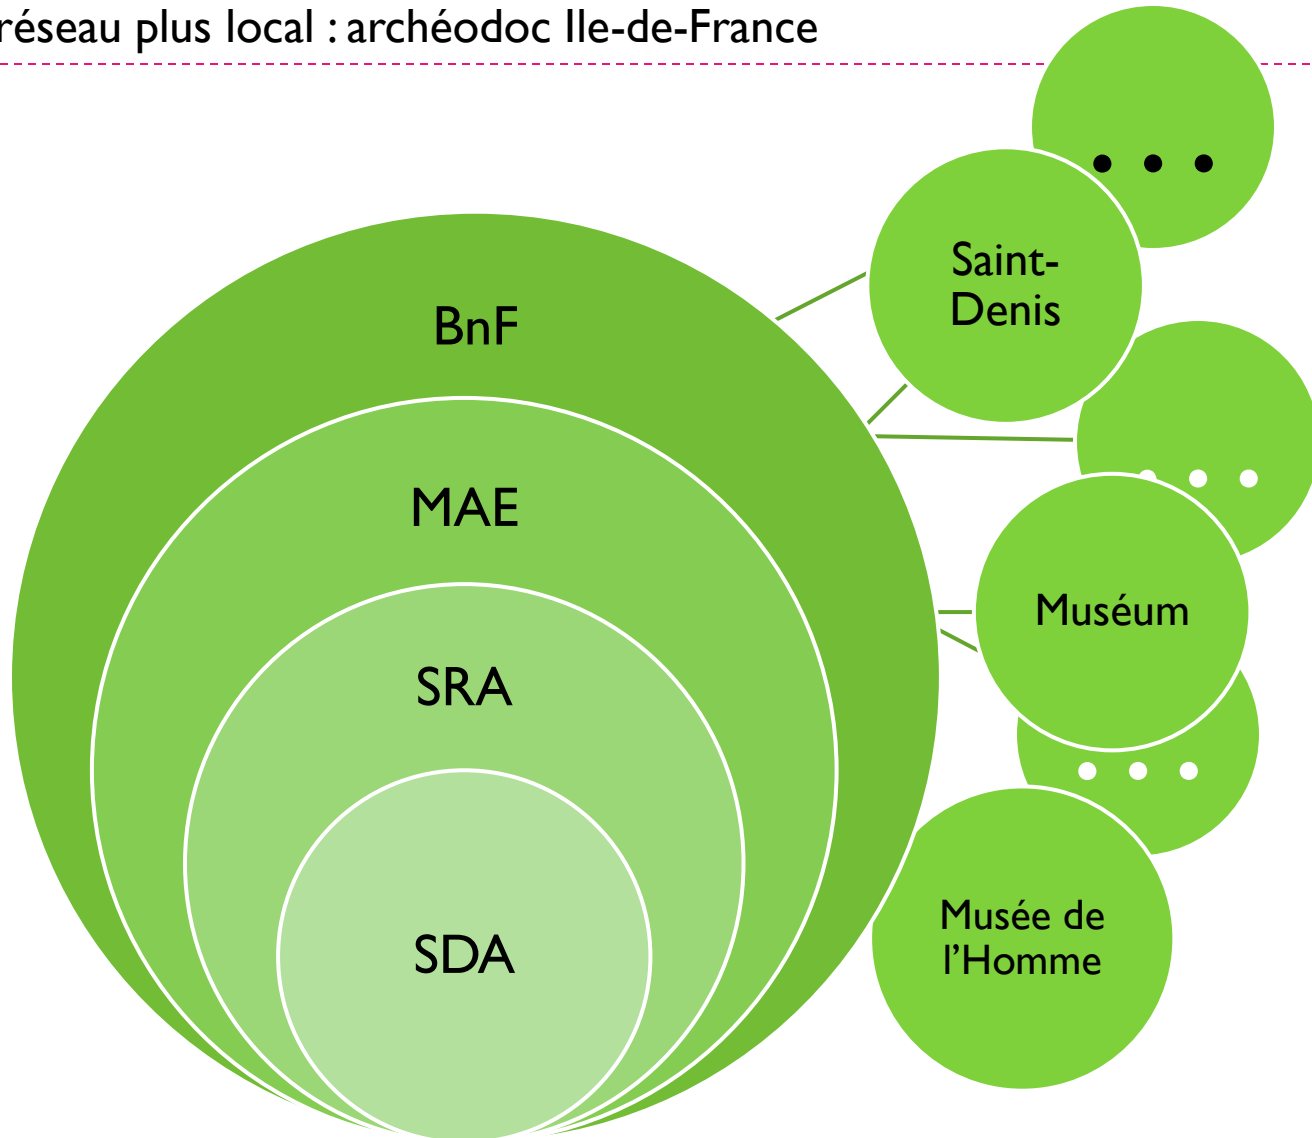 réseau plus local : archéodoc Ile-de-France
• • •
Saint-
Denis
BnF
• • •
MAE
Muséum
SRA
• • •
Musée de
l'Homme
SDA